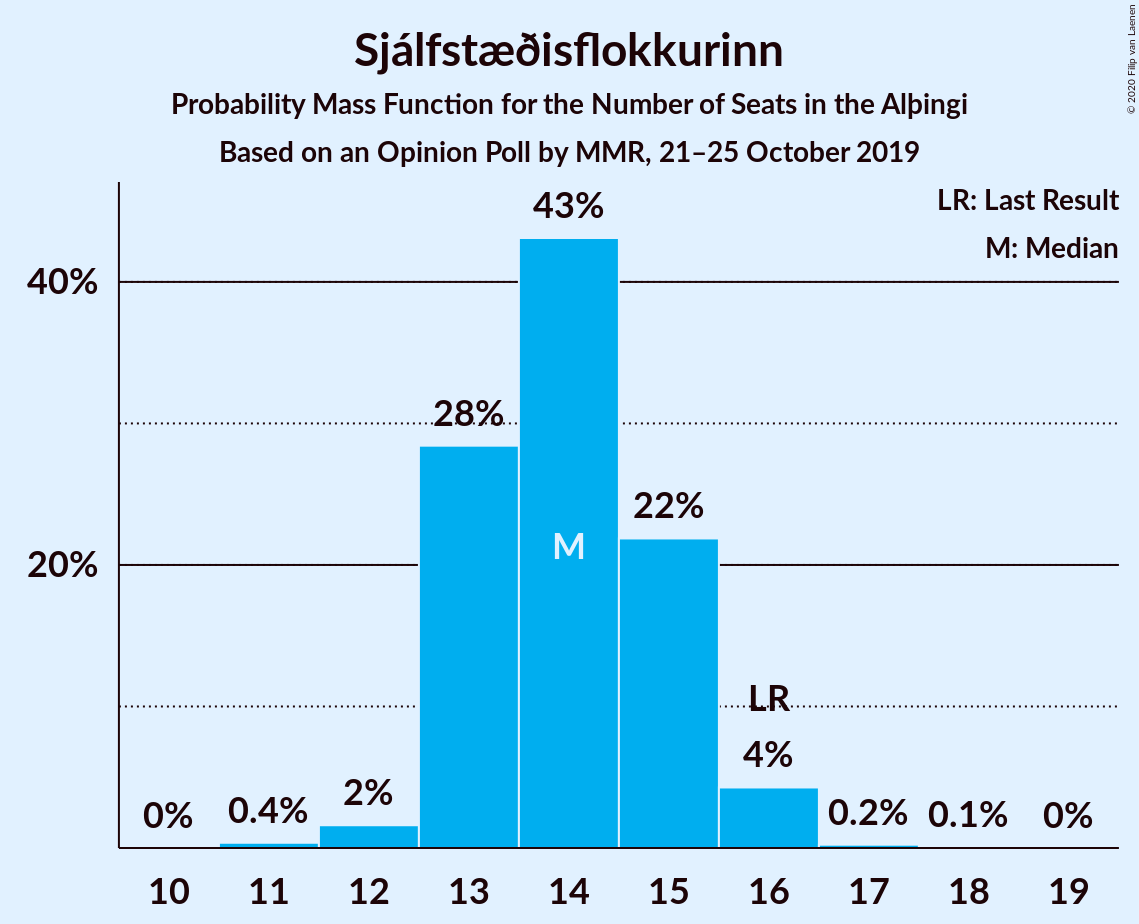 Sjálfstæðisflokkurinn
Probability Mass Function for the Number of Seats in the Alþingi
Based on an Opinion Poll by MMR, 21–25 October 2019
© 2020 Filip van Laenen
LR: Last Result
M: Median
40%
20%
0%
0.4%
2%
28%
43%
M
22%
LR
4%
0.2%
0.1%
0%
10 11 12 13 14 15 16 17 18 19